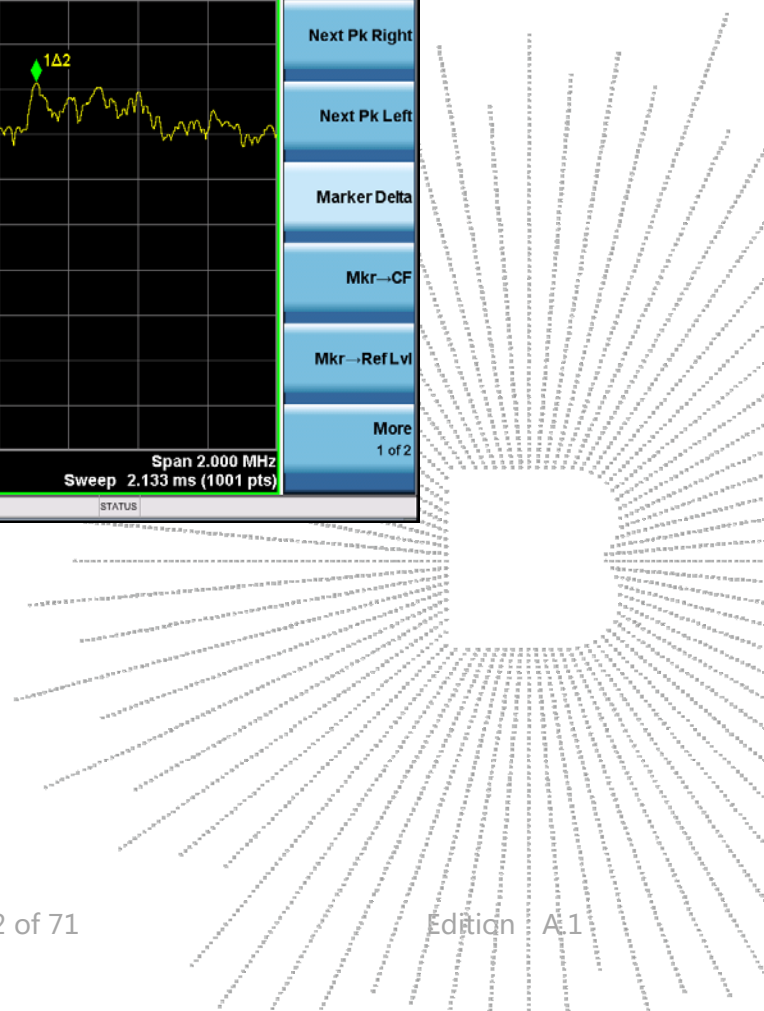 1Δ2
Next Pk Right
Next Pk Left
Marker Delta
Mkr→CF
Mkr→Ref Lvl
More
1 of 2
Span 2.000 MHz
Sweep 2.133 ms (1001 pts)
STATUS
2 of 71
Edition A.1